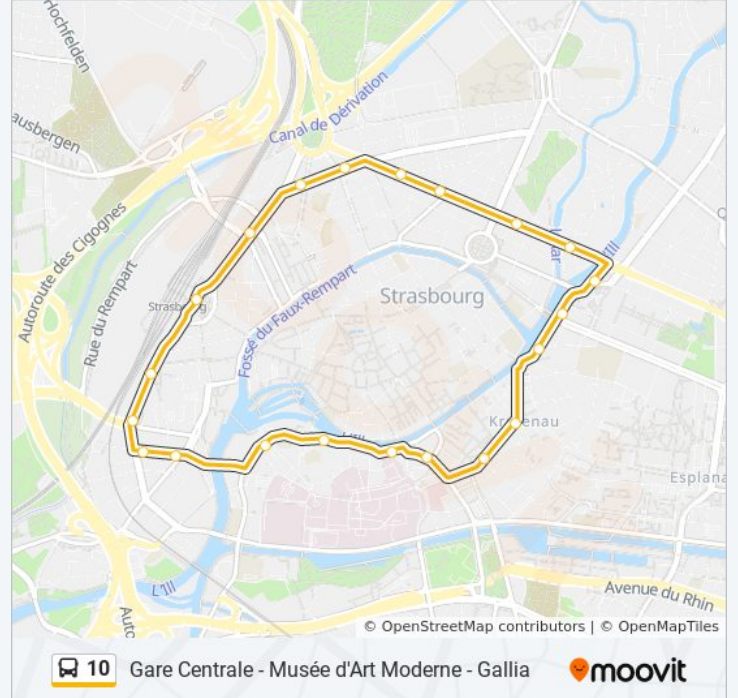 Hochfelden
ausbergen
Canal de Dérivation
Autoroute des Cigognes
Rue du Rempart
Fossé du Faux-Rempart
Strasbourg
Strasbourg
L'Ill
L'Ill
Avenue du Rhin
Esplana
Auto
© OpenStreetMap contributors | © OpenMapTiles
10 Gare Centrale - Musée d'Art Moderne - Gallia moovit